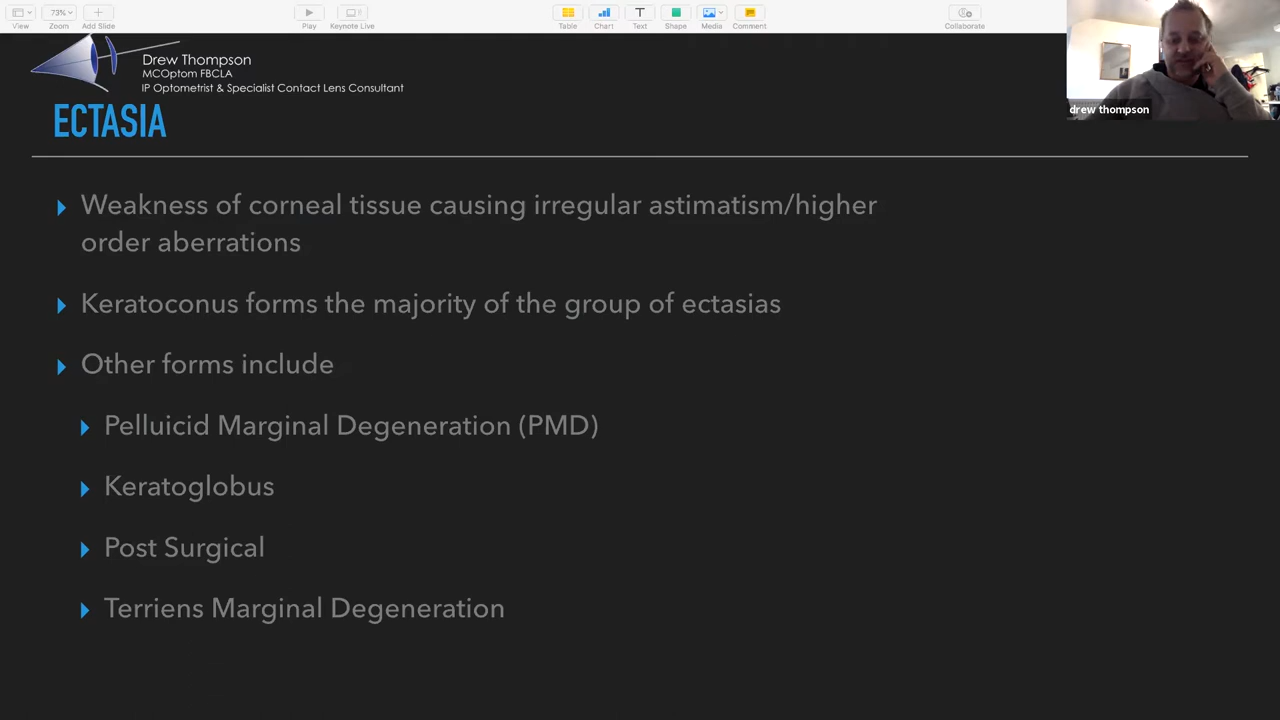 View
73%
Zoom
Add Slide
Play
Keynote Live
Table
Chart
T
Text
Shape
Media
Comment
Collaborate
drew thompson
Drew Thompson
MCOptom FBCLA
IP Optometrist & Specialist Contact Lens Consultant
ECTASIA
Weakness of corneal tissue causing irregular astimatism/higher
order aberrations
Keratoconus forms the majority of the group of ectasias
Other forms include
Pelluicid Marginal Degeneration (PMD)
Keratoglobus
Post Surgical
Terriens Marginal Degeneration